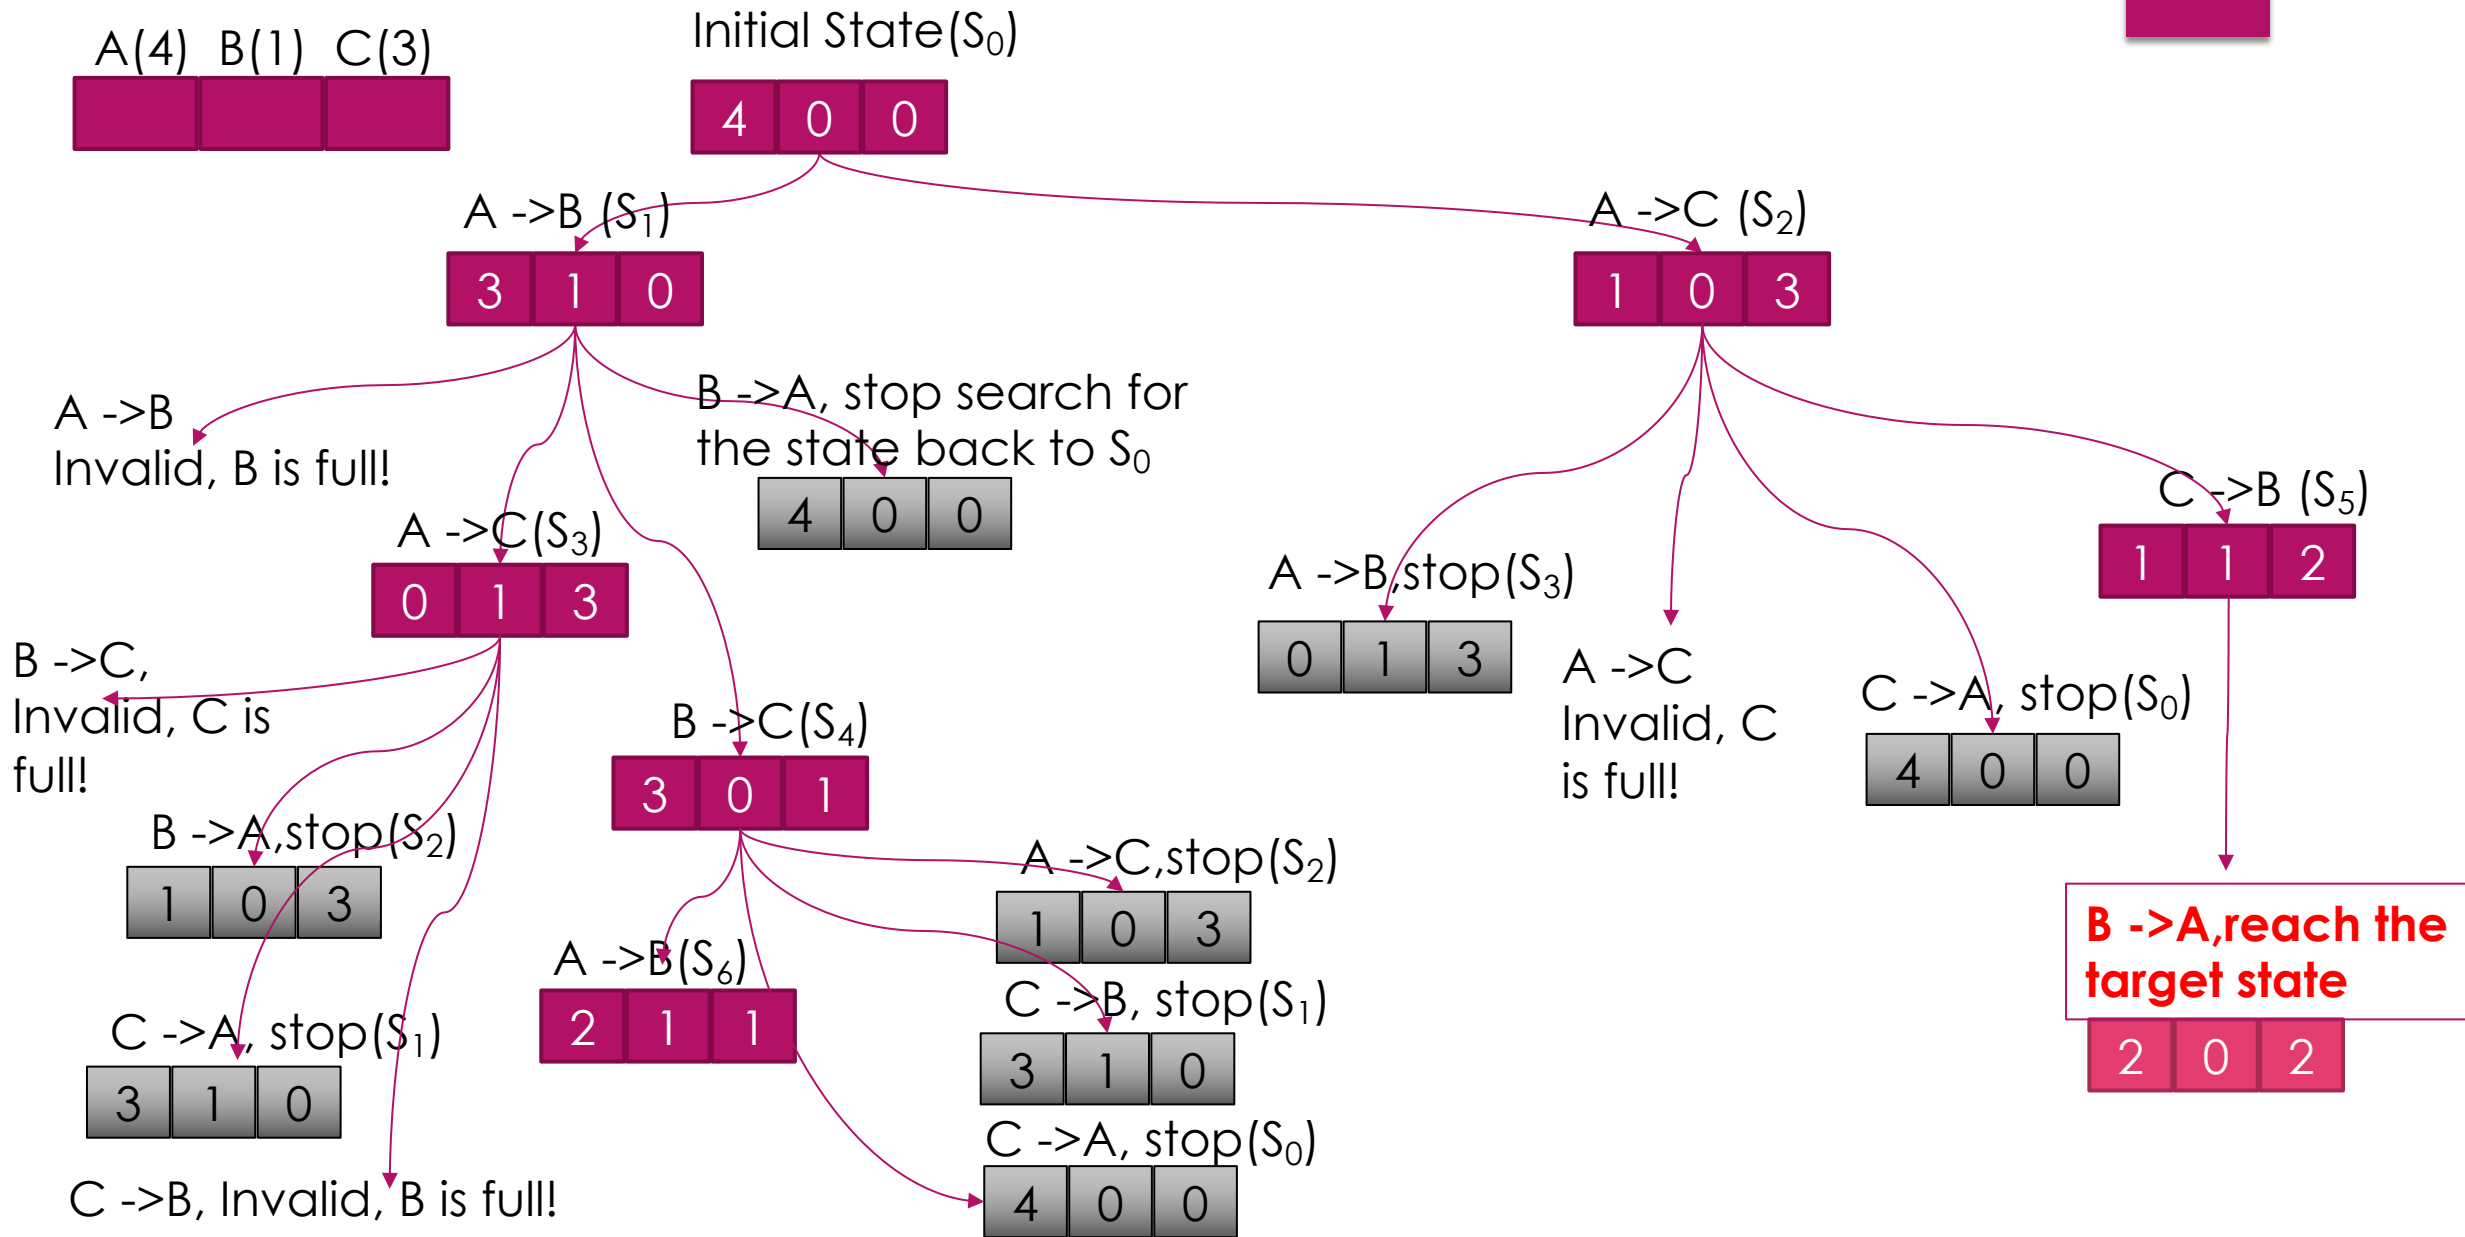 A(4) B(1) C(3)
Initial State(S0)
4 0 0
A ->B (S1)
3 1 0
A ->C (S2)
1 0 3
A ->B
Invalid, B is full!
B ->A, stop search for
the state back to S0
4 0 0
A ->C(S3)
0 1 3
B ->C,
Invalid, C is
full!
B ->A,stop(S2)
1 0 3
C ->A, stop(S1)
3 1 0
C ->B, Invalid, B is full!
B ->C(S4)
3 0 1
A ->B(S6)
2 1 1
A ->C,stop(S2)
1 0 3
C ->B, stop(S1)
3 1 0
C ->A, stop(S0)
4 0 0
A ->B,stop(S3)
0 1 3
A ->C
Invalid, C
is full!
C ->A, stop(S0)
4 0 0
C ->B (S5)
1 1 2
B ->A,reach the
target state
2 0 2